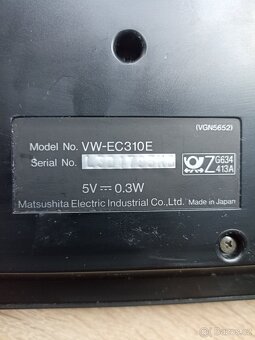 (VGN5652)
Model No. VW-EC310E
Serial No.
Z G634
413A
5V ⎓ 0.3W
Matsushita Electric Industrial Co., Ltd. Made in Japan